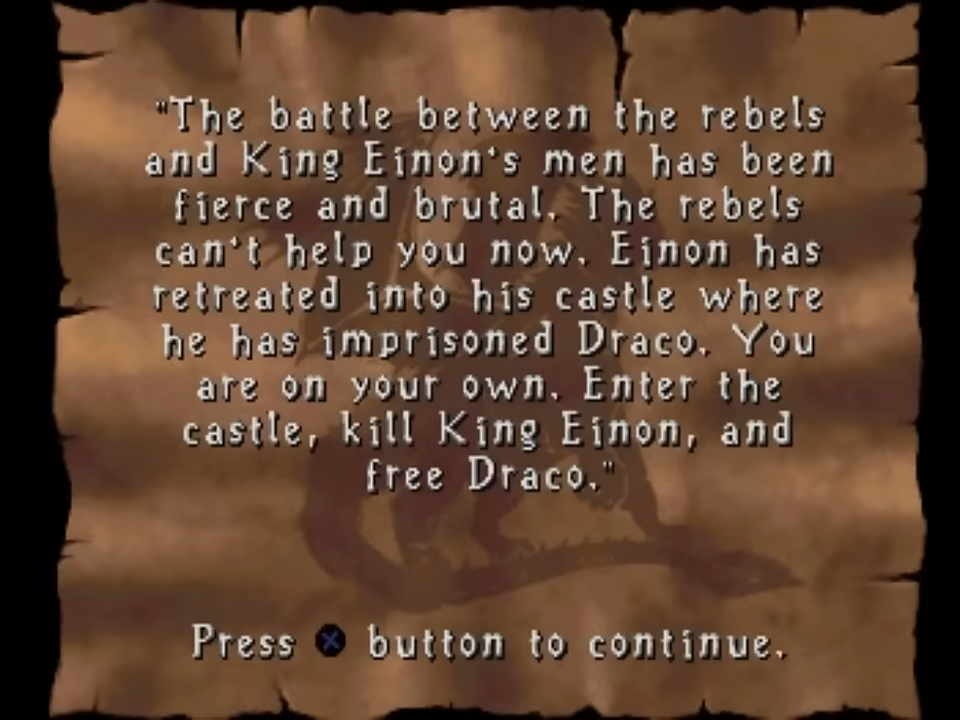 "The battle between the rebels
and King Einon's men has been
fierce and brutal. The rebels
can't help you now. Einon has
retreated into his castle where
he has imprisoned Draco. You
are on your own. Enter the
castle, kill King Einon, and
free Draco."
Press X button to continue.